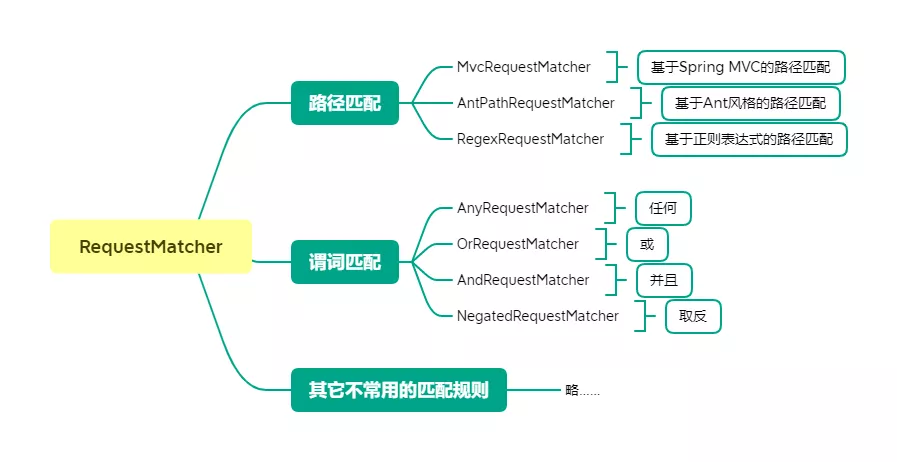 RequestMatcher
路径匹配
MvcRequestMatcher
基于Spring MVC的路径匹配
AntPathRequestMatcher
基于Ant风格的路径匹配
RegexRequestMatcher
基于正则表达式的路径匹配
谓词匹配
AnyRequestMatcher
任何
OrRequestMatcher
或
AndRequestMatcher
并且
NegatedRequestMatcher
取反
其它不常用的匹配规则
略......